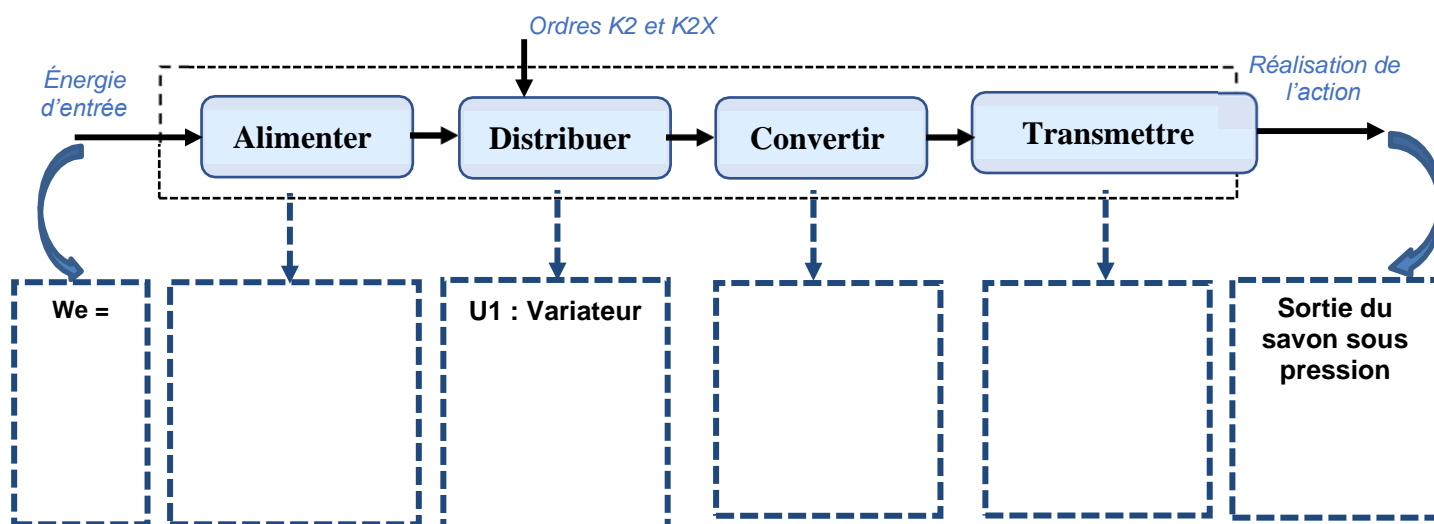 Ordres K2 et K2X
Énergie
d'entrée
Réalisation de
l'action
Alimenter
Distribuer
Convertir
Transmettre
We =
U1 : Variateur
Sortie du
savon sous
pression